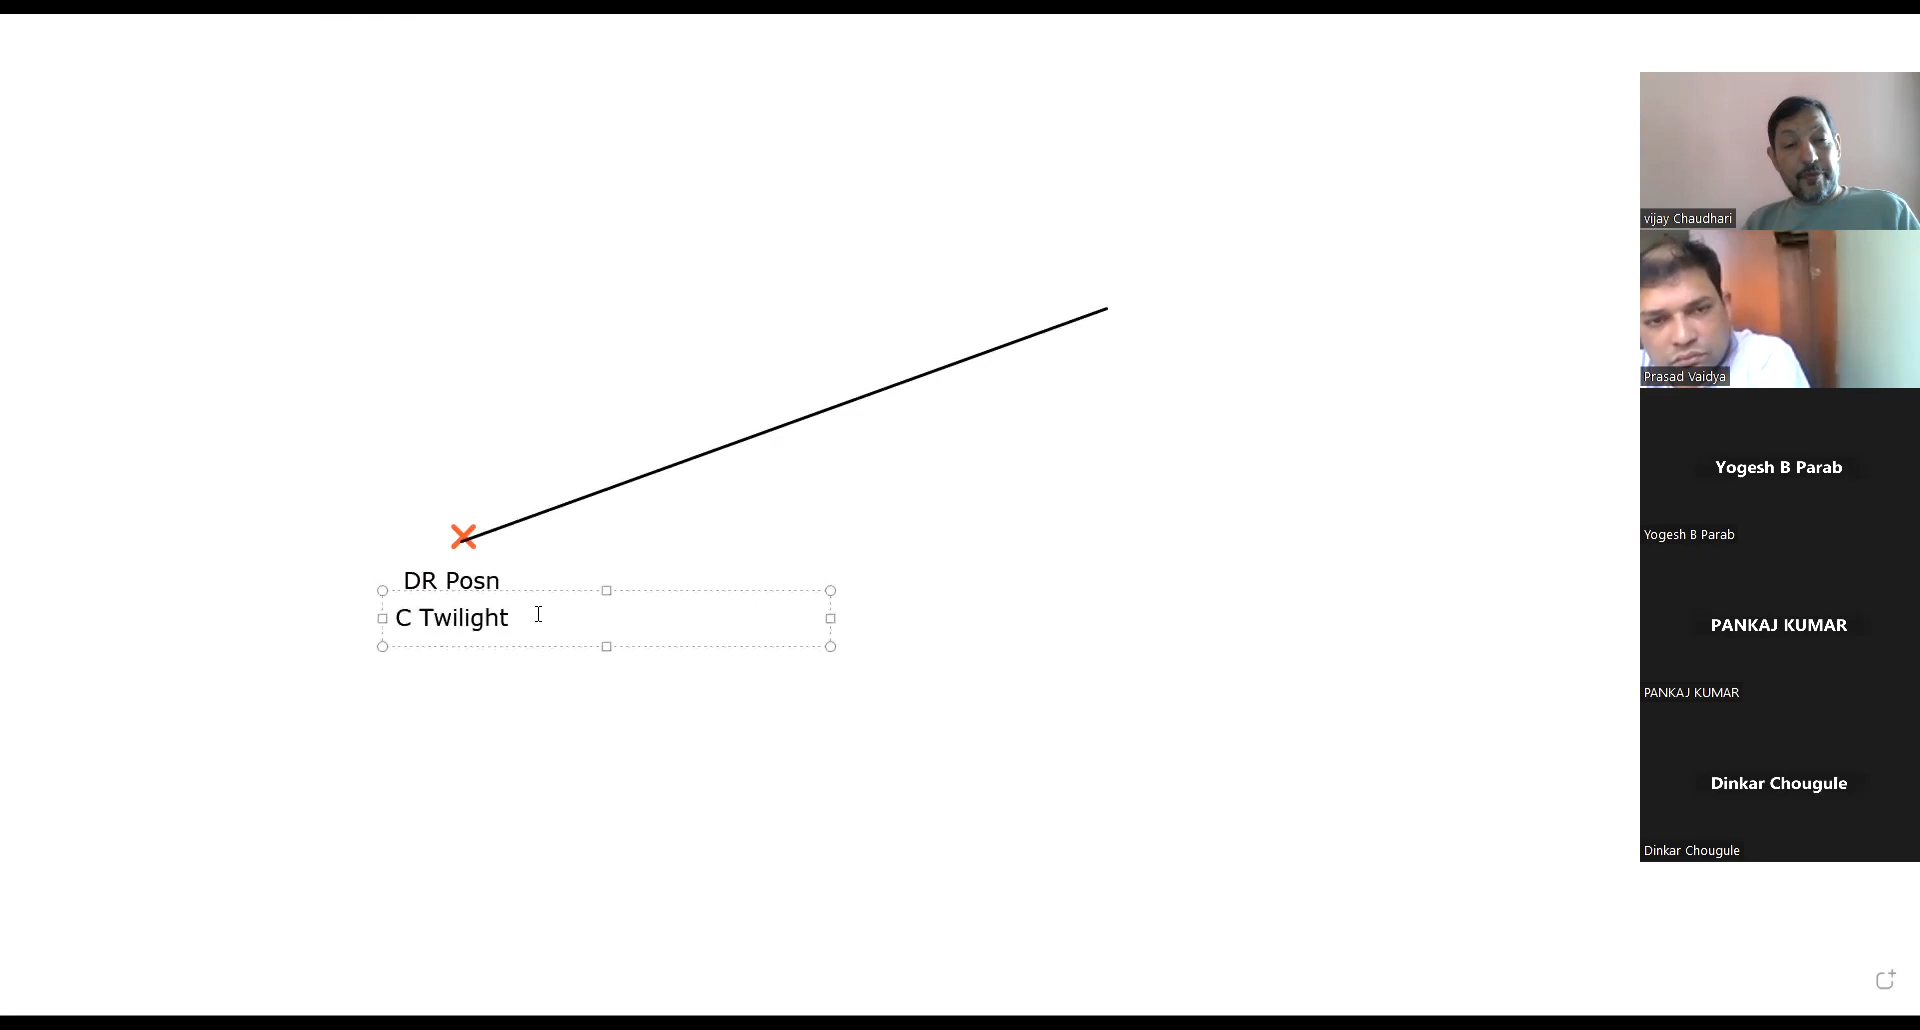 DR Posn
C Twilight
vijay Chaudhari
Prasad Vaidya
Yogesh B Parab
Yogesh B Parab
PANKAJ KUMAR
PANKAJ KUMAR
Dinkar Chougule
Dinkar Chougule